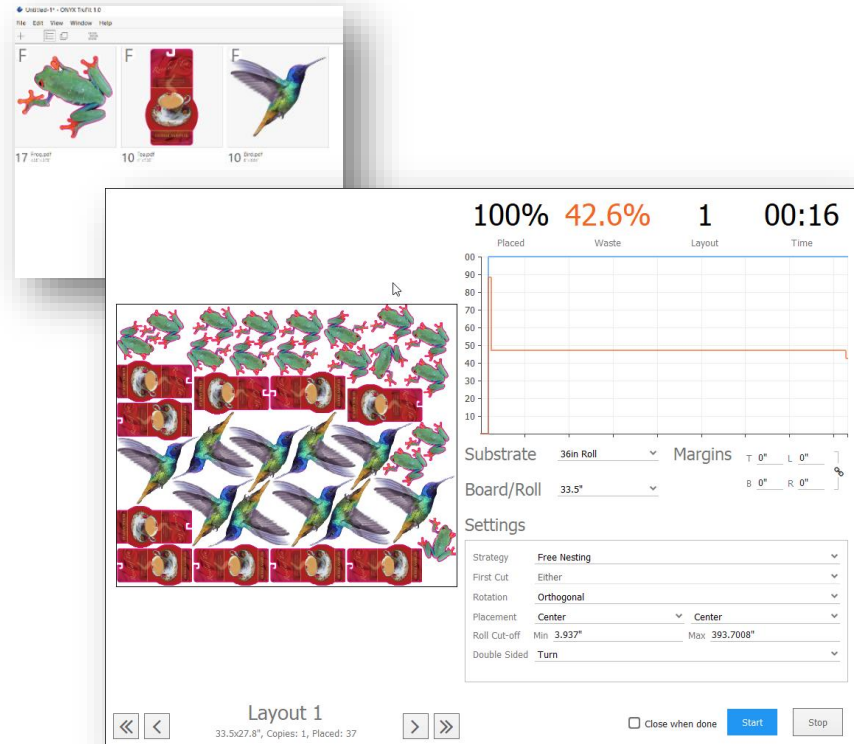 Untitled-1* - ONYX TruFit 1.0
File Edit View Window Help
F F F
17 Frog.pdf
10 Tea.pdf
10 Bird.pdf
100% 42.6% 1 00:16
Placed Waste Layout Time
00
90
80
70
60
50
40
30
20
10
Substrate 36in Roll Margins T 0" L 0"
Board/Roll 33.5" B 0" R 0"
Settings
Strategy Free Nesting
First Cut Either
Rotation Orthogonal
Placement Center Center
Roll Cut-off Min 3.937" Max 393.7008"
Double Sided Turn
Layout 1
33.5x27.8", Copies: 1, Placed: 37
Close when done Start Stop